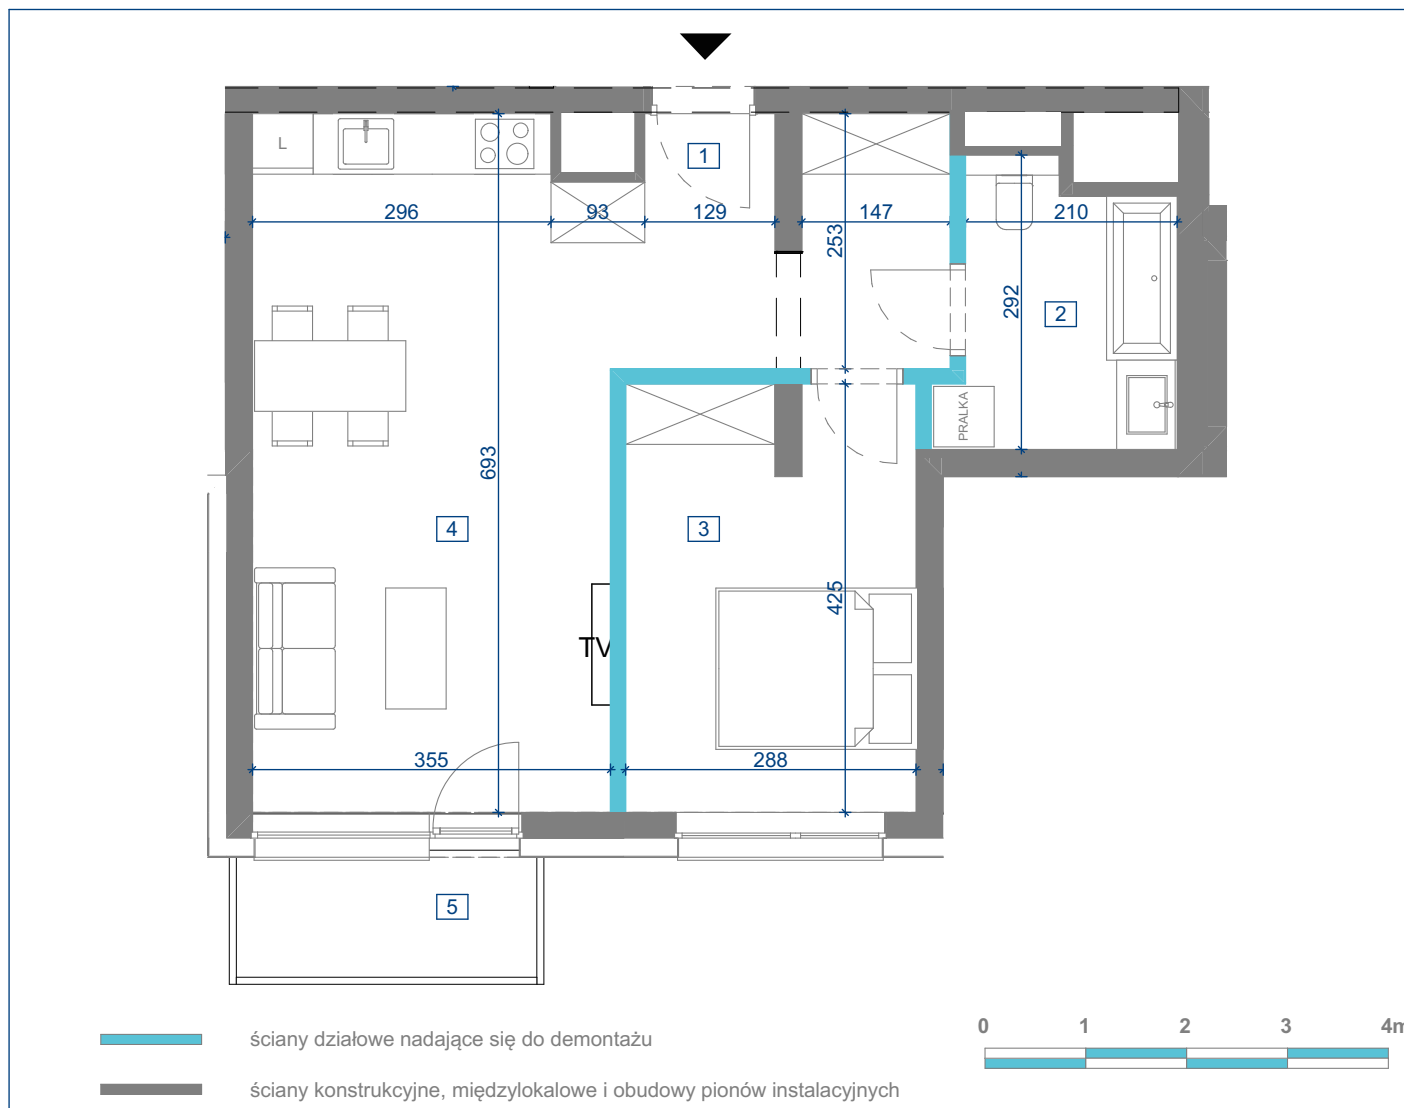 L
1
296
93
129
147
210
253
292
2
PRALKA
693
4
3
425
TV
355
288
5
ściany działowe nadające się do demontażu
ściany konstrukcyjne, międzylokalowe i obudowy pionów instalacyjnych
0 1 2 3 4m